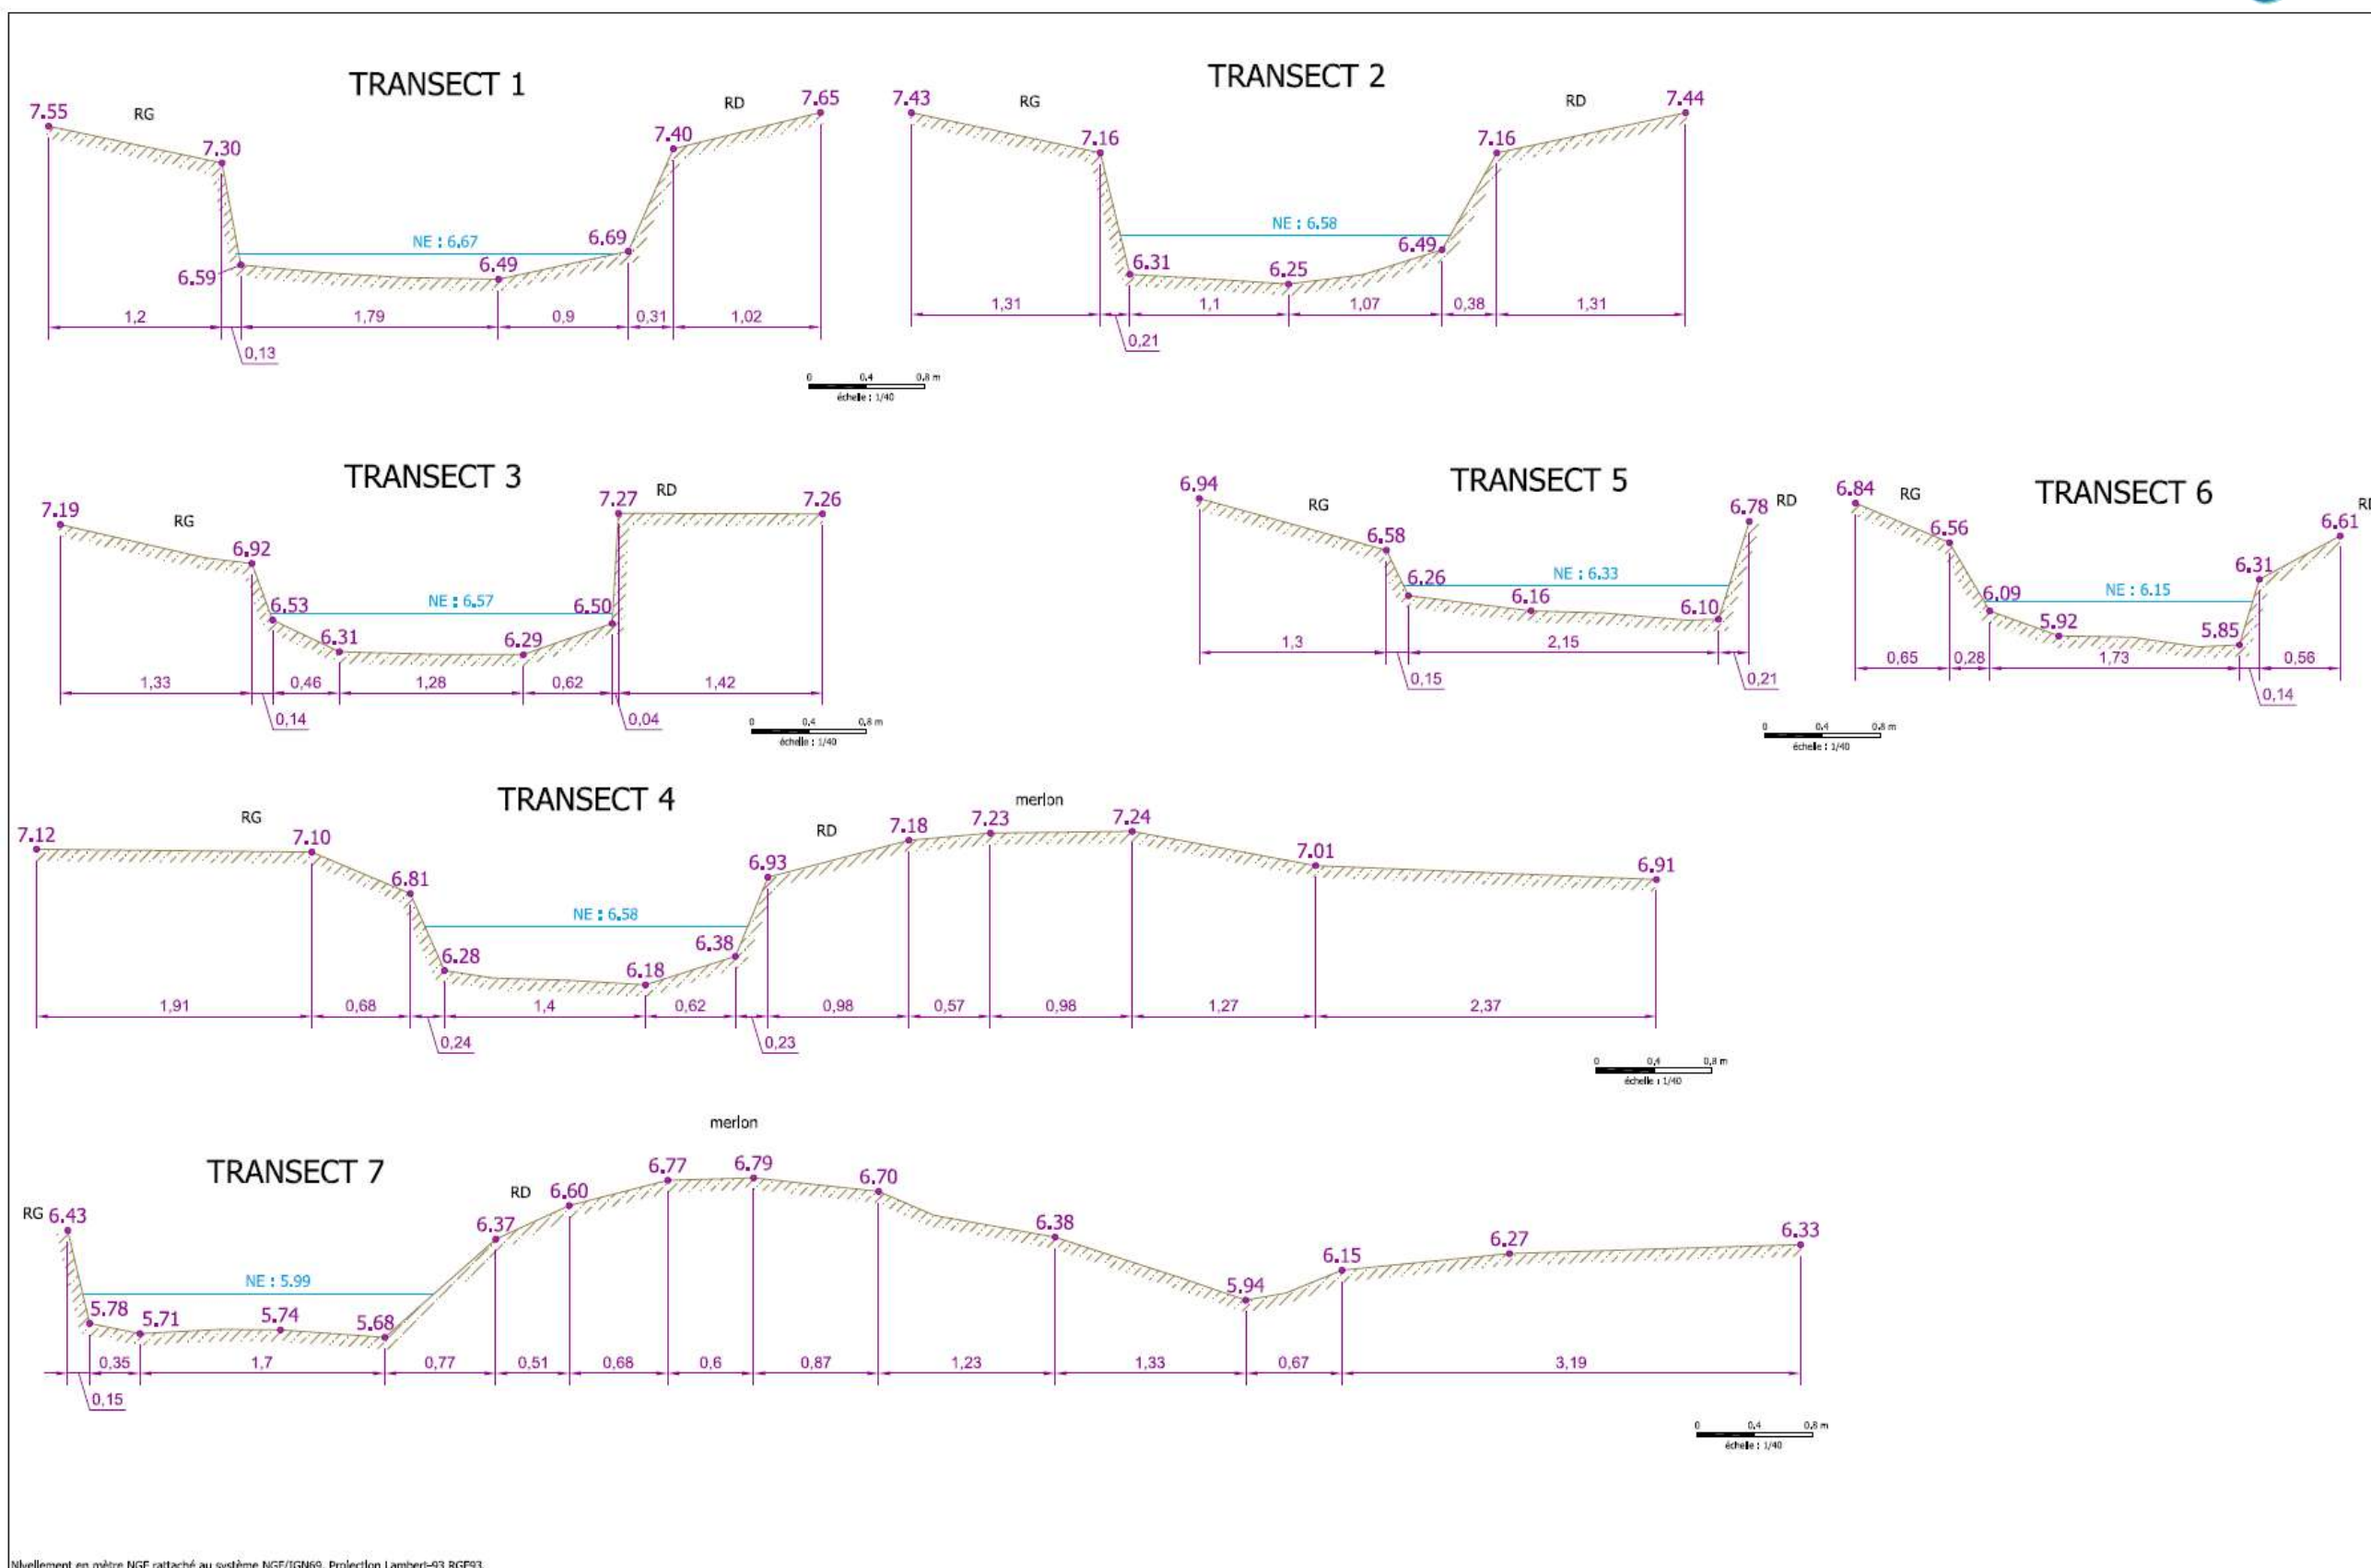 TRANSECT 1
RG
RD
7.55
7.30
7.40
7.65
NE : 6.67
6.59
6.49
6.69
1,2
1,79
0,9
0,31
1,02
0,13
TRANSECT 2
RG
RD
7.43
7.16
7.16
7.44
NE : 6.58
6.31
6.25
6.49
1,31
1,1
1,07
0,38
1,31
0,21
0 0,4 0,8 m
échelle : 1/40
TRANSECT 3
RG
RD
7.19
6.92
7.27
7.26
NE : 6.57
6.53
6.31
6.29
6.50
1,33
0,46
1,28
0,62
1,42
0,14
0,04
0 0,4 0,8 m
échelle : 1/40
TRANSECT 5
RG
RD
6.94
6.58
6.78
NE : 6.33
6.26
6.16
6.10
1,3
2,15
0,15
0,21
TRANSECT 6
RG
6.84
6.56
6.61
6.31
NE : 6.15
6.09
5.92
5.85
0,65
0,28
1,73
0,56
0,14
0 0,4 0,8 m
échelle : 1/40
TRANSECT 4
merlon
RG
RD
7.12
7.10
6.81
6.93
7.18
7.23
7.24
7.01
6.91
NE : 6.58
6.28
6.18
6.38
1,91
0,68
1,4
0,62
0,98
0,57
0,98
1,27
2,37
0,24
0,23
0 0,4 0,8 m
échelle : 1/40
merlon
TRANSECT 7
RG
RD
6.43
6.37
6.60
6.77
6.79
6.70
6.38
5.94
6.15
6.27
6.33
NE : 5.99
5.78
5.71
5.74
5.68
0,35
1,7
0,77
0,51
0,68
0,6
0,87
1,23
1,33
0,67
3,19
0,15
0 0,4 0,8 m
échelle : 1/40
Nivellement en mètre NGF rattaché au système NGF/IGN69. Projection Lambert-93 RGF93.